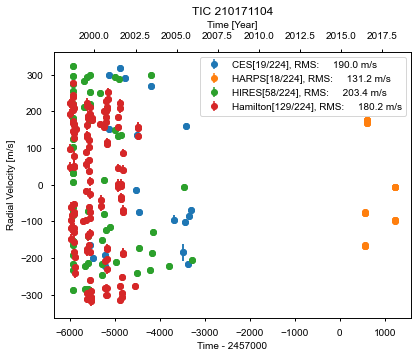 TIC 210171104
Time [Year]
2000.0 2002.5 2005.0 2007.5 2010.0 2012.5 2015.0 2017.5
CES[19/224], RMS: 190.0 m/s
HARPS[18/224], RMS: 131.2 m/s
HIRES[58/224], RMS: 203.4 m/s
Hamilton[129/224], RMS: 180.2 m/s
Radial Velocity [m/s]
300
200
100
0
−100
−200
−300
−6000 −5000 −4000 −3000 −2000 −1000 0 1000
Time - 2457000